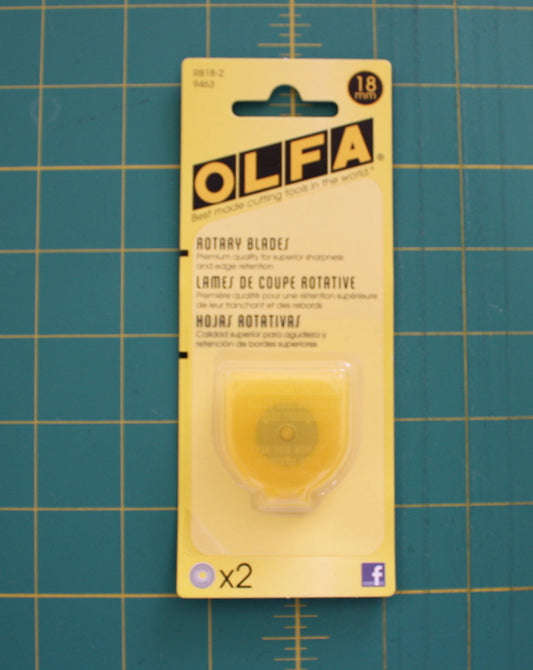 RB18-2
9463
18
mm
OLFA®
Best made cutting tools in the world.™
ROTARY BLADES
Premium quality for superior sharpness
and edge retention
LAMES DE COUPE ROTATIVE
Première qualité pour une rétention supérieure
de leur tranchant et des rebords
HOJAS ROTATIVAS
Calidad superior para agudeza y
retención de bordes superiores
x2
f